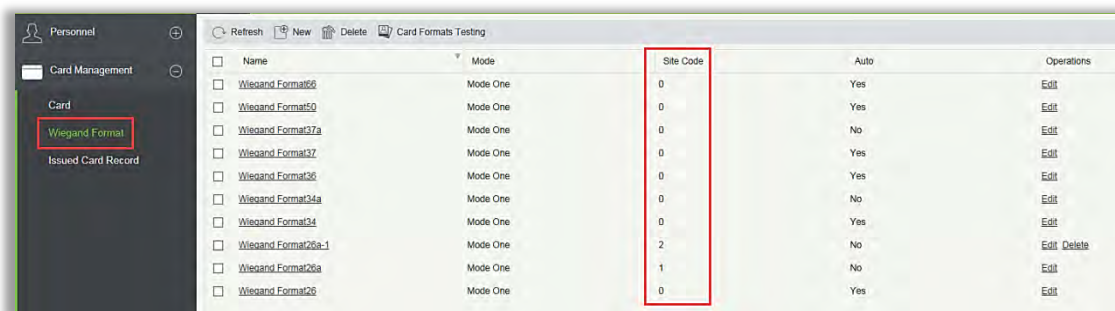 Personnel
Card Management
Card
Wiegand Format
Issued Card Record
Refresh New Delete Card Formats Testing
Name Mode Site Code Auto Operations
Wiegand Format66 Mode One 0 Yes Edit
Wiegand Format50 Mode One 0 Yes Edit
Wiegand Format37a Mode One 0 No Edit
Wiegand Format37 Mode One 0 Yes Edit
Wiegand Format36 Mode One 0 Yes Edit
Wiegand Format34a Mode One 0 No Edit
Wiegand Format34 Mode One 0 Yes Edit
Wiegand Format26a-1 Mode One 2 No Edit Delete
Wiegand Format26a Mode One 1 No Edit
Wiegand Format26 Mode One 0 Yes Edit